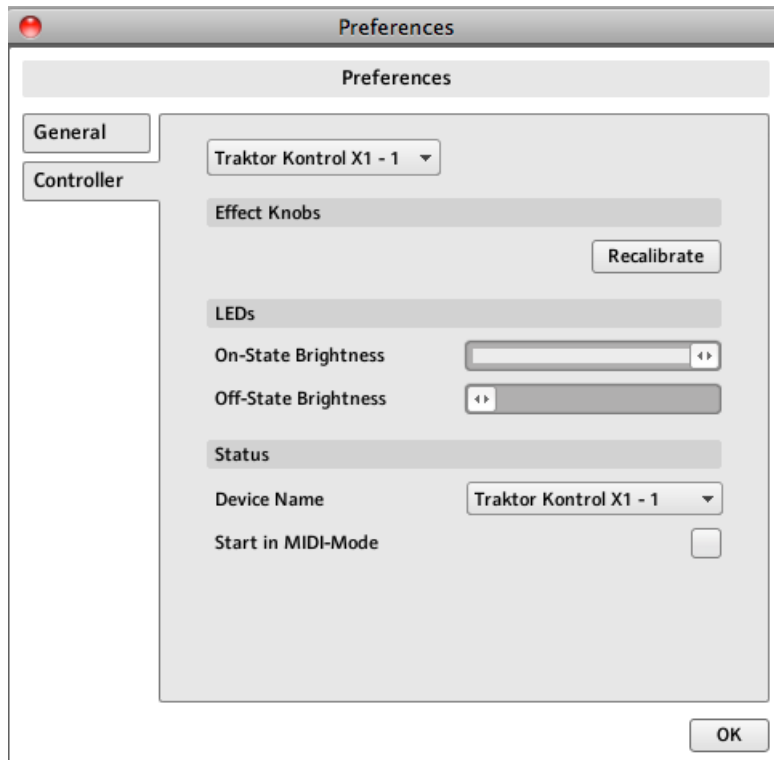 Preferences
Preferences
General
Controller
Traktor Kontrol X1 - 1
Effect Knobs
Recalibrate
LEDs
On-State Brightness
Off-State Brightness
Status
Device Name Traktor Kontrol X1 - 1
Start in MIDI-Mode
OK